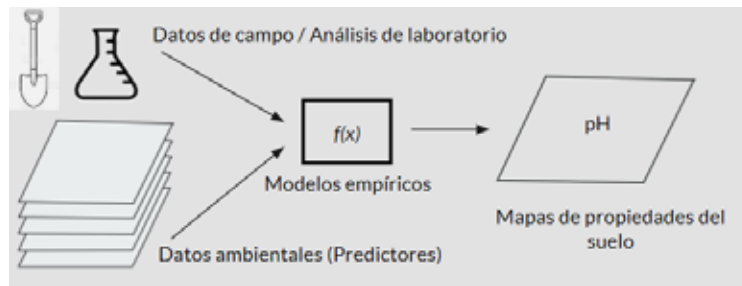 Datos de campo / Análisis de laboratorio
f(x)
pH
Modelos empíricos
Mapas de propiedades del
suelo
Datos ambientales (Predictores)